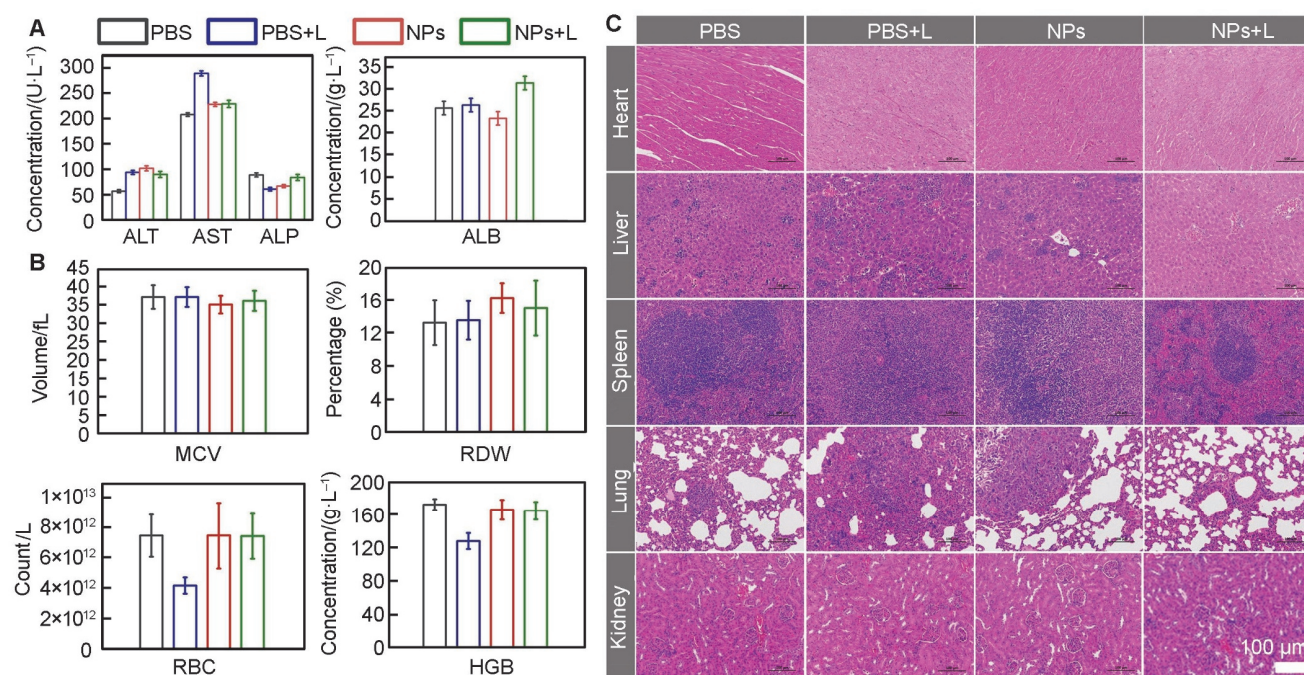 A
PBS
PBS+L
NPs
NPs+L
Concentration/(U·L⁻¹)
300
250
200
150
100
50
0
ALT
AST
ALP
Concentration/(g·L⁻¹)
35
30
25
20
15
10
5
0
ALB
B
Volume/fL
45
40
35
30
25
20
15
10
5
0
MCV
Percentage (%)
20
16
12
8
4
0
RDW
Count/L
1×10¹³
8×10¹²
6×10¹²
4×10¹²
2×10¹²
0
RBC
Concentration/(g·L⁻¹)
200
160
120
80
40
0
HGB
C
PBS
PBS+L
NPs
NPs+L
Heart
Liver
Spleen
Lung
Kidney
100 µm